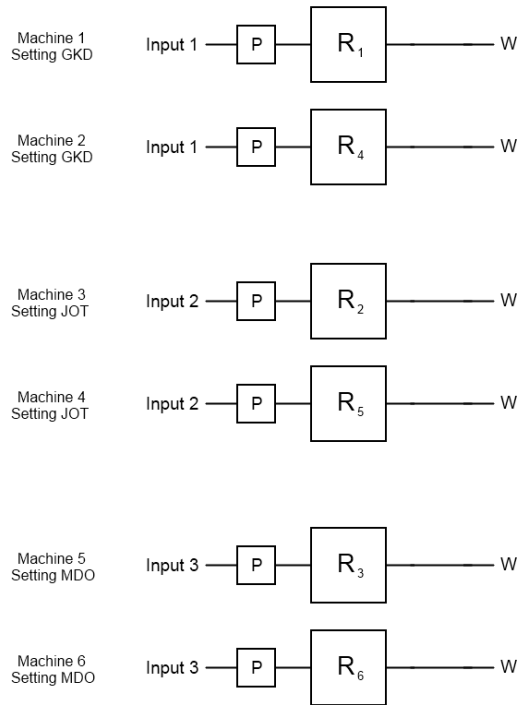 Machine 1
Setting GKD
Input 1 P R₁ W
Machine 2
Setting GKD
Input 1 P R₄ W
Machine 3
Setting JOT
Input 2 P R₂ W
Machine 4
Setting JOT
Input 2 P R₅ W
Machine 5
Setting MDO
Input 3 P R₃ W
Machine 6
Setting MDO
Input 3 P R₆ W